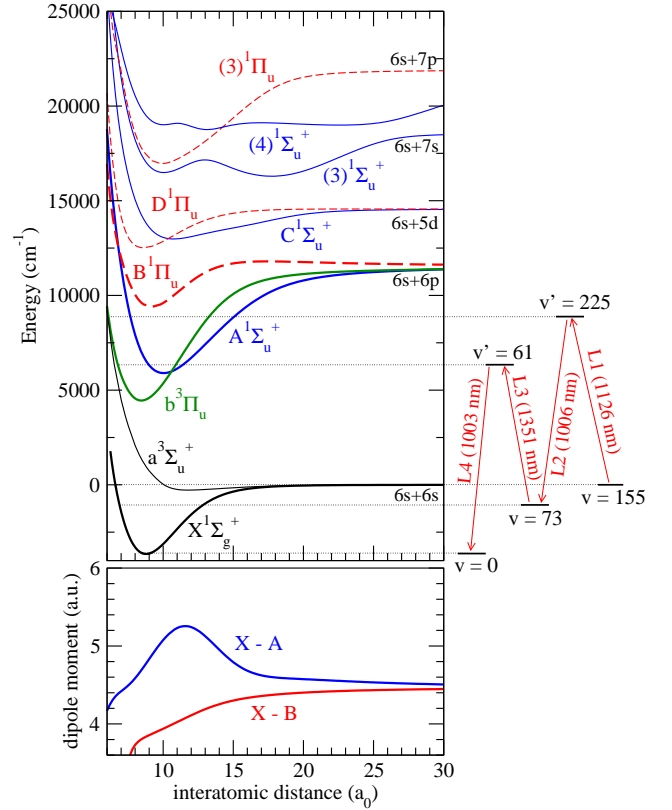 25000
20000
15000
10000
5000
0
Energy (cm⁻¹)
6s+7p
(3)¹Πᵤ
(4)¹Σᵤ⁺
6s+7s
(3)¹Σᵤ⁺
D¹Πᵤ
6s+5d
C¹Σᵤ⁺
B¹Πᵤ
6s+6p
A¹Σᵤ⁺
b³Πᵤ
a³Σᵤ⁺
6s+6s
X¹Σg⁺
v' = 225
v' = 61
L4 (1003 nm)
L3 (1351 nm)
L2 (1006 nm)
L1 (1126 nm)
v = 155
v = 73
v = 0
6
5
4
dipole moment (a.u.)
X - A
X - B
10 15 20 25 30
interatomic distance (a₀)